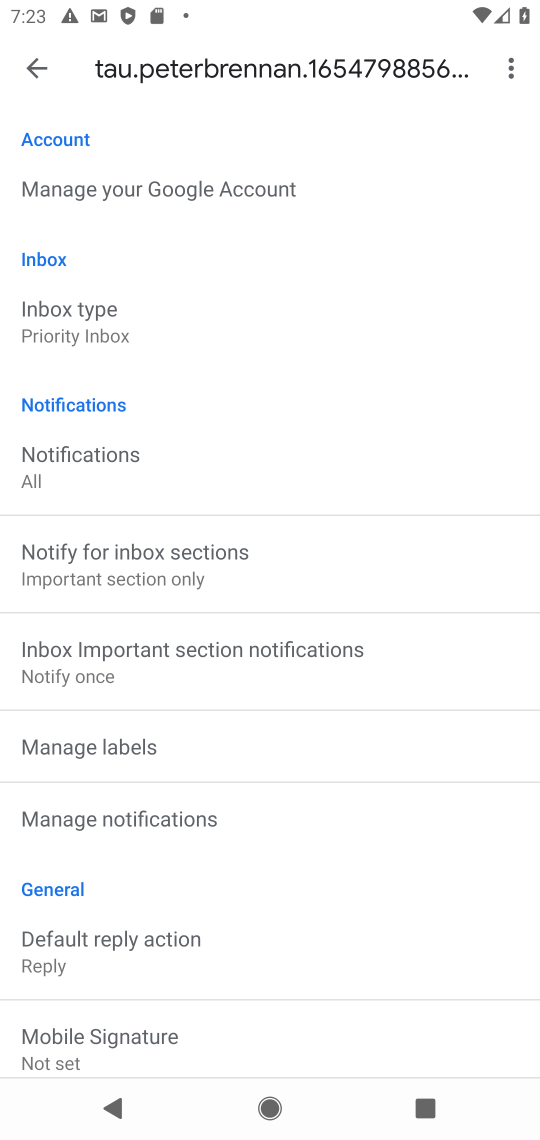 7:23
tau.peterbrennan.1654798856...
Account
Manage your Google Account
Inbox
Inbox type
Priority Inbox
Notifications
Notifications
All
Notify for inbox sections
Important section only
Inbox Important section notifications
Notify once
Manage labels
Manage notifications
General
Default reply action
Reply
Mobile Signature
Not set